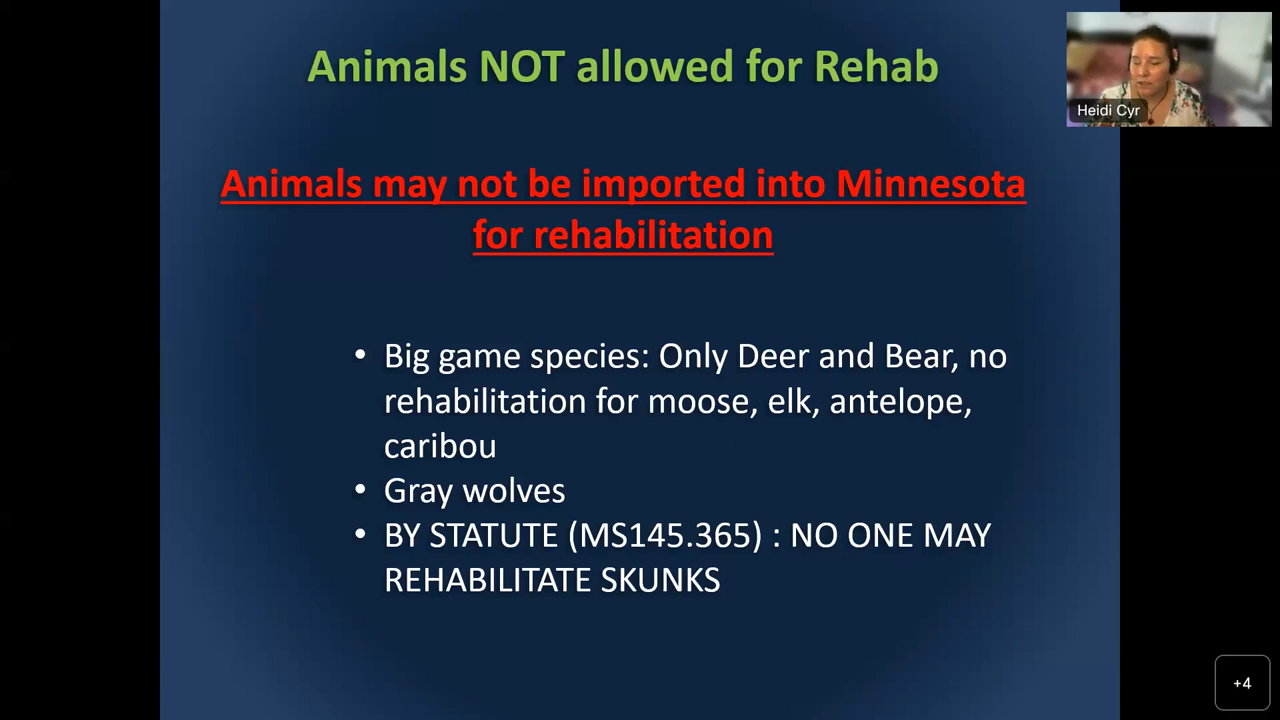 Animals NOT allowed for Rehab
Heidi Cyr
Animals may not be imported into Minnesota
for rehabilitation
• Big game species: Only Deer and Bear, no
rehabilitation for moose, elk, antelope,
caribou
• Gray wolves
• BY STATUTE (MS145.365) : NO ONE MAY
REHABILITATE SKUNKS
+4